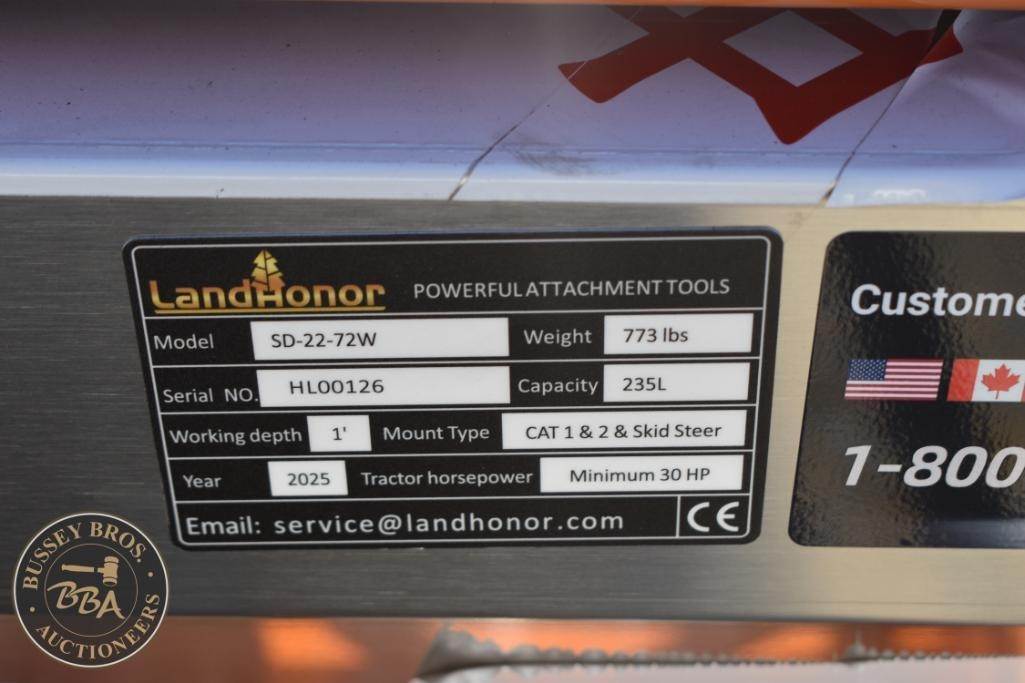 LandHonor POWERFUL ATTACHMENT TOOLS
Model SD-22-72W Weight 773 lbs
Serial NO. HL00126 Capacity 235L
Working depth 1' Mount Type CAT 1 & 2 & Skid Steer
Year 2025 Tractor horsepower Minimum 30 HP
Email: service@landhonor.com CE
Custome
1-800
BUSSEY BROS.
BBA
AUCTIONEERS